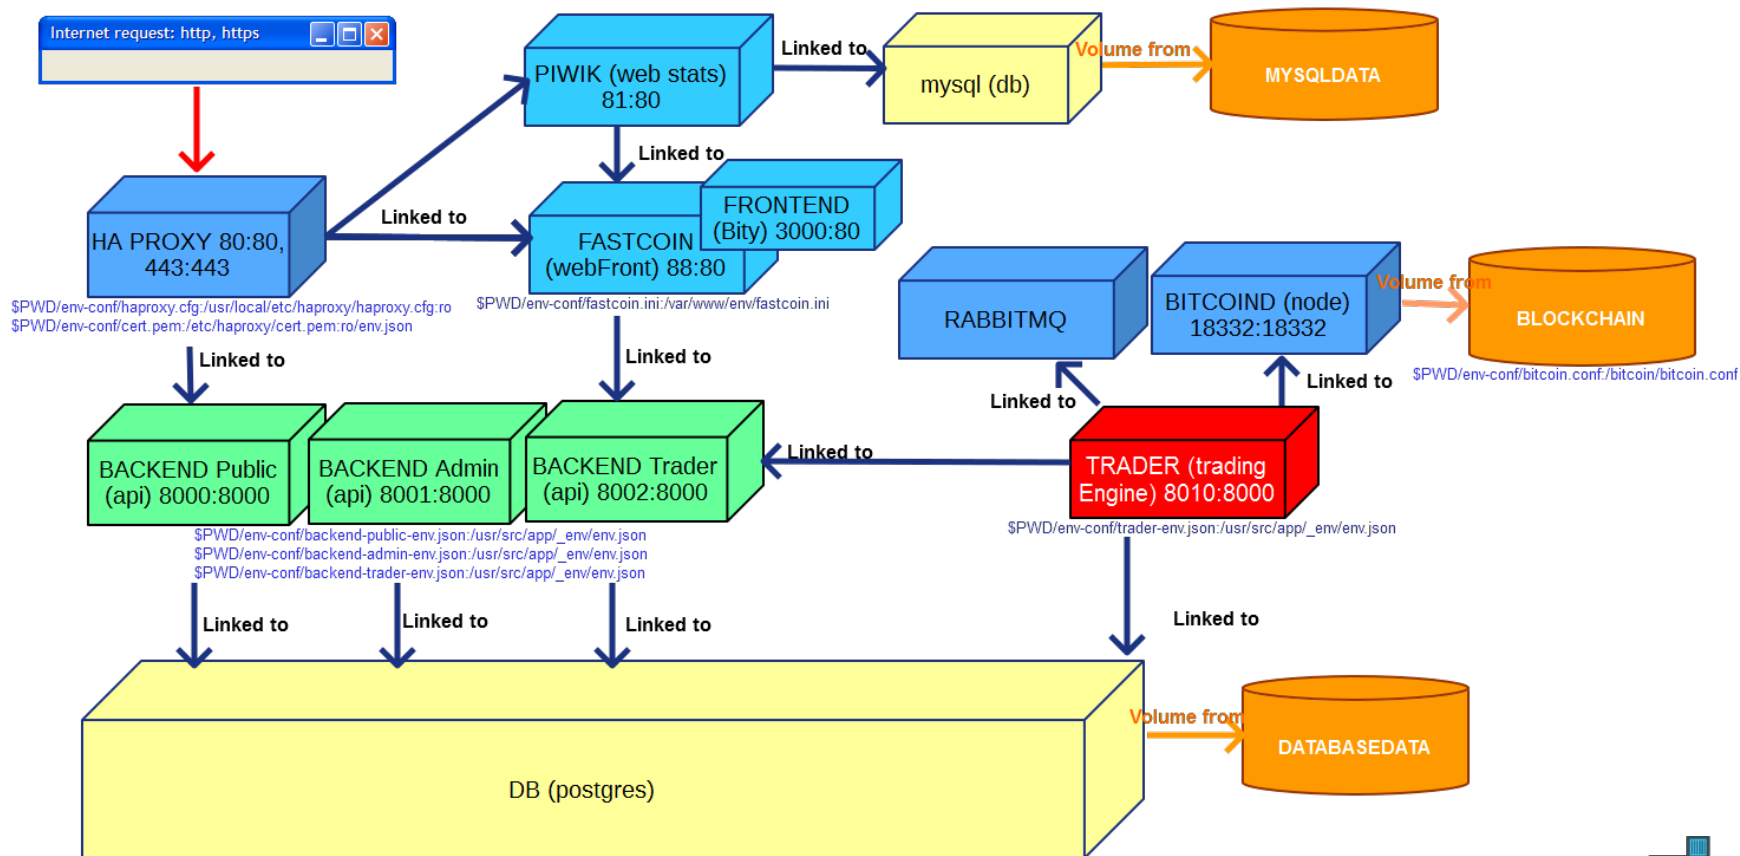 Internet request: http, https
PIWIK (web stats)
81:80
Linked to
mysql (db)
Volume from
MYSQLDATA
Linked to
HA PROXY 80:80,
443:443
$PWD/env-conf/haproxy.cfg:/usr/local/etc/haproxy/haproxy.cfg:ro
$PWD/env-conf/cert.pem:/etc/haproxy/cert.pem:ro/env.json
Linked to
FRONTEND
(Bity) 3000:80
FASTCOIN
(webFront) 88:80
$PWD/env-conf/fastcoin.ini:/var/www/env/fastcoin.ini
RABBITMQ
BITCOIND (node)
18332:18332
Volume from
BLOCKCHAIN
$PWD/env-conf/bitcoin.conf:/bitcoin/bitcoin.conf
Linked to
Linked to
Linked to
Linked to
BACKEND Public
(api) 8000:8000
BACKEND Admin
(api) 8001:8000
BACKEND Trader
(api) 8002:8000
Linked to
TRADER (trading
Engine) 8010:8000
$PWD/env-conf/trader-env.json:/usr/src/app/_env/env.json
$PWD/env-conf/backend-public-env.json:/usr/src/app/_env/env.json
$PWD/env-conf/backend-admin-env.json:/usr/src/app/_env/env.json
$PWD/env-conf/backend-trader-env.json:/usr/src/app/_env/env.json
Linked to
Linked to
Linked to
Linked to
DB (postgres)
Volume from
DATABASEDATA